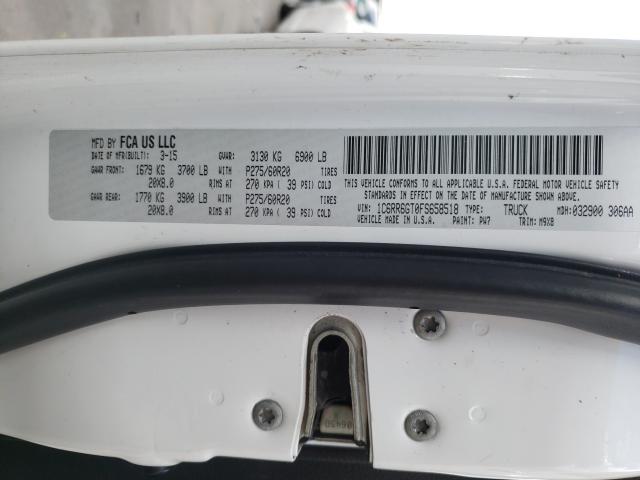 MFD BY FCA US LLC
DATE OF MFR(BUILT): 3-15 GVWR: 3130 KG 6900 LB
GAWR FRONT: 1679 KG 3700 LB WITH P275/60R20 TIRES
20X8.0 RIMS AT 270 KPA ( 39 PSI) COLD
GAWR REAR: 1770 KG 3900 LB WITH P275/60R20 TIRES
20X8.0 RIMS AT 270 KPA ( 39 PSI) COLD
THIS VEHICLE CONFORMS TO ALL APPLICABLE U.S.A. FEDERAL MOTOR VEHICLE SAFETY
STANDARDS IN EFFECT ON THE DATE OF MANUFACTURE SHOWN ABOVE.
VIN: 1C6RR6GT0FS658518 TYPE: TRUCK MDH:032900 306AA
VEHICLE MADE IN U.S.A. PAINT: PW7 TRIM: M9X8